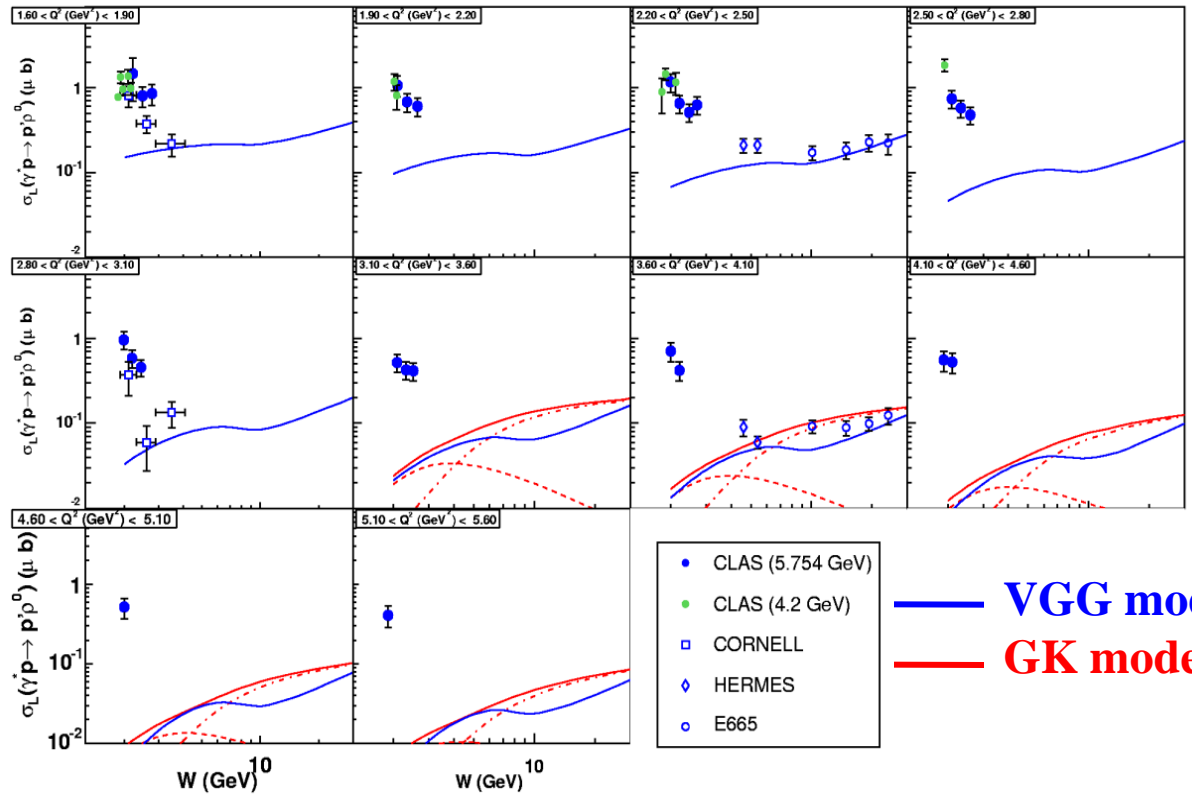 1.60 < Q² (GeV²) < 1.90
1.90 < Q² (GeV²) < 2.20
2.20 < Q² (GeV²) < 2.50
2.50 < Q² (GeV²) < 2.80
σ_L(γ* p→ p'ρ⁰) (μ b)
1
10⁻¹
-2
2.80 < Q² (GeV²) < 3.10
3.10 < Q² (GeV²) < 3.60
3.60 < Q² (GeV²) < 4.10
4.10 < Q² (GeV²) < 4.60
σ_L(γ* p→ p'ρ⁰) (μ b)
1
10⁻¹
-2
4.60 < Q² (GeV²) < 5.10
5.10 < Q² (GeV²) < 5.60
σ_L(γ* p→ p'ρ⁰) (μ b)
1
10⁻¹
10⁻²
10
10
W (GeV)
W (GeV)
CLAS (5.754 GeV)
CLAS (4.2 GeV)
CORNELL
HERMES
E665
VGG mod
GK mode